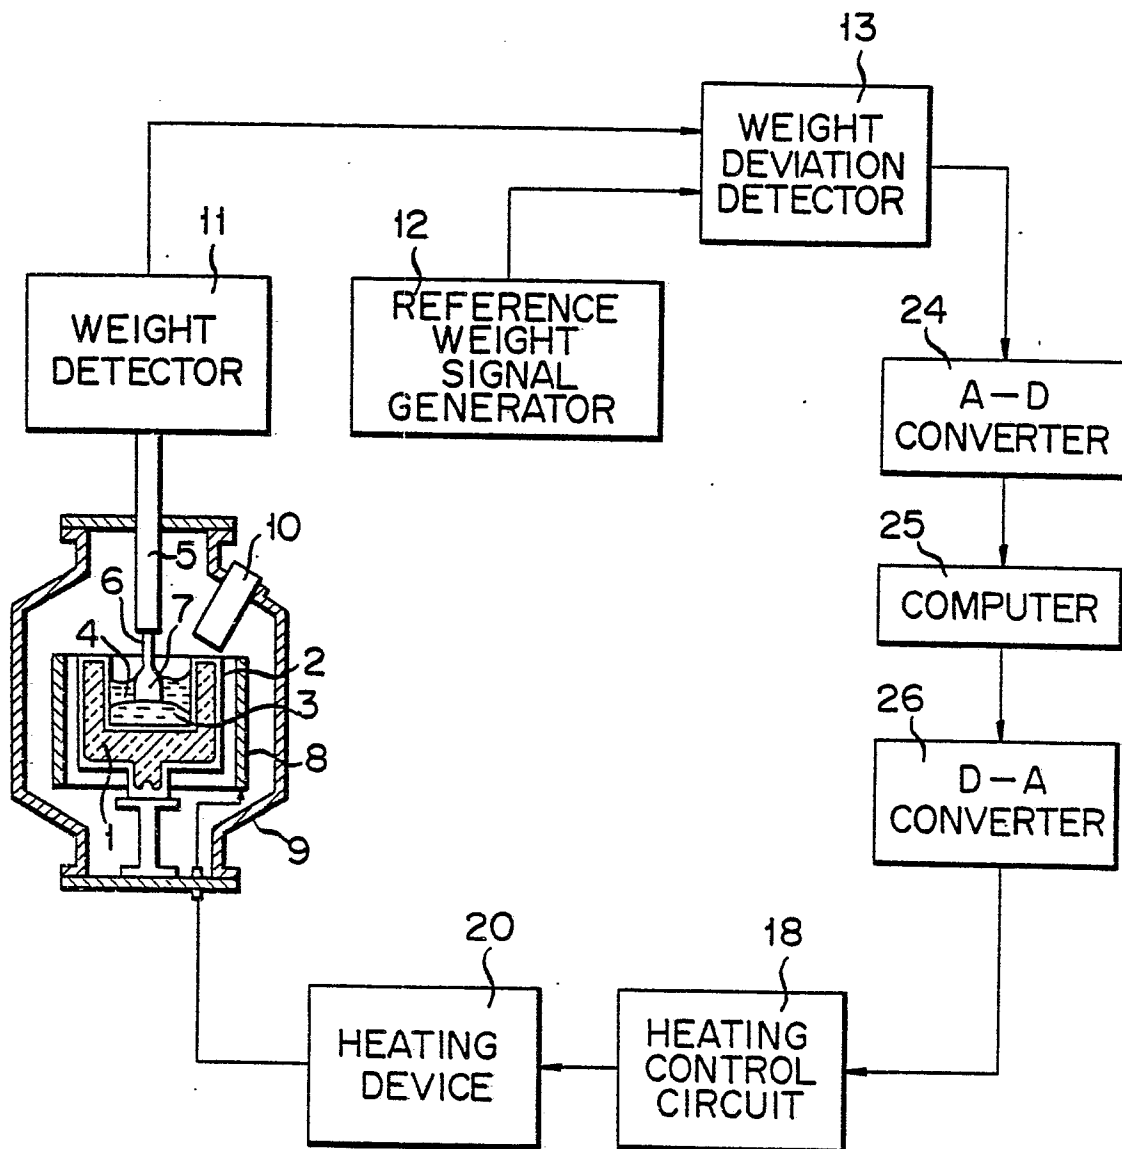 13
WEIGHT
DEVIATION
DETECTOR
11
12
WEIGHT
DETECTOR
REFERENCE
WEIGHT
SIGNAL
GENERATOR
24
A-D
CONVERTER
10
5
6
7
4
2
3
8
1
9
25
COMPUTER
26
D-A
CONVERTER
20
18
HEATING
DEVICE
HEATING
CONTROL
CIRCUIT